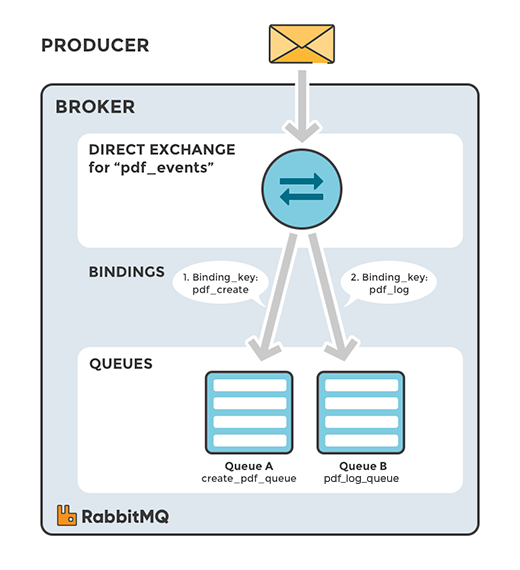 PRODUCER
BROKER
DIRECT EXCHANGE
for “pdf_events”
BINDINGS
1. Binding_key:
pdf_create
2. Binding_key:
pdf_log
QUEUES
Queue A
create_pdf_queue
Queue B
pdf_log_queue
RabbitMQ